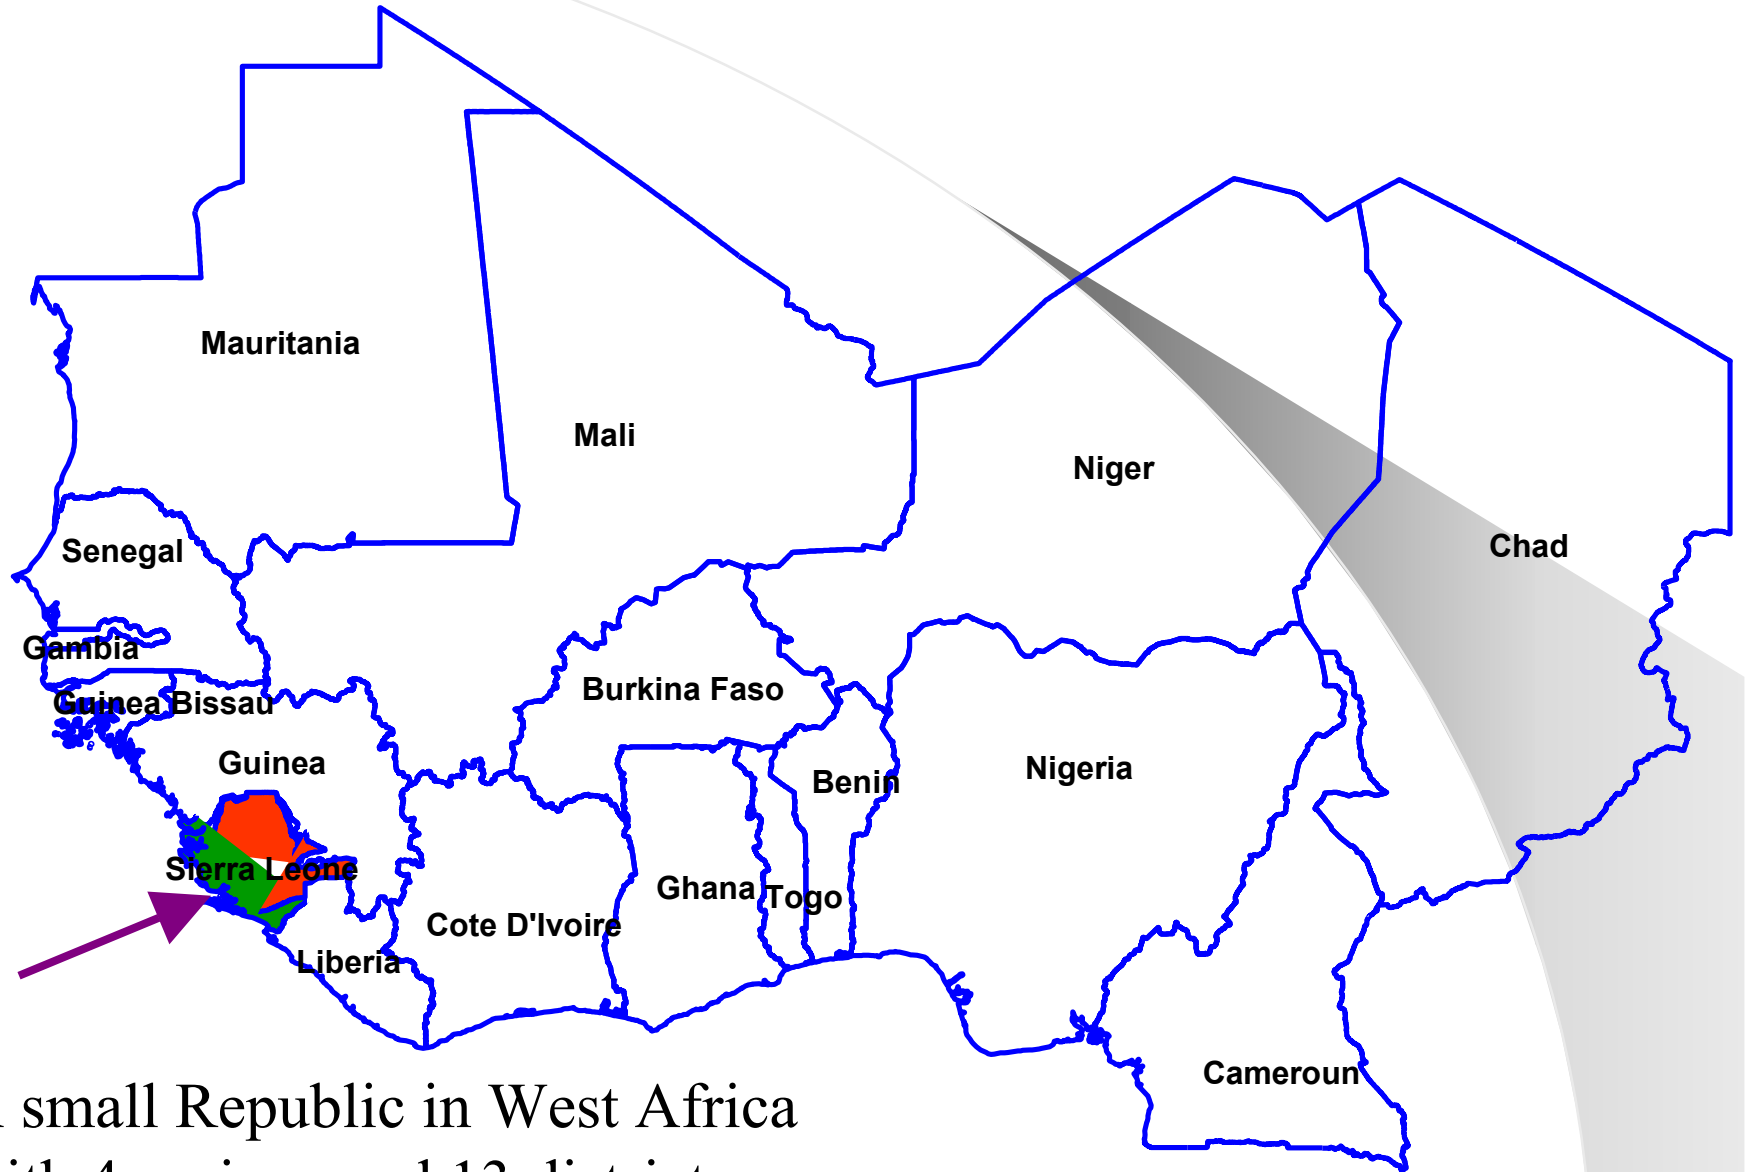 Mauritania
Mali
Niger
Chad
Senegal
Gambia
Guinea Bissau
Burkina Faso
Guinea
Benin
Nigeria
Sierra Leone
Ghana
Togo
Cote D'Ivoire
Liberia
Cameroun
small Republic in West Africa